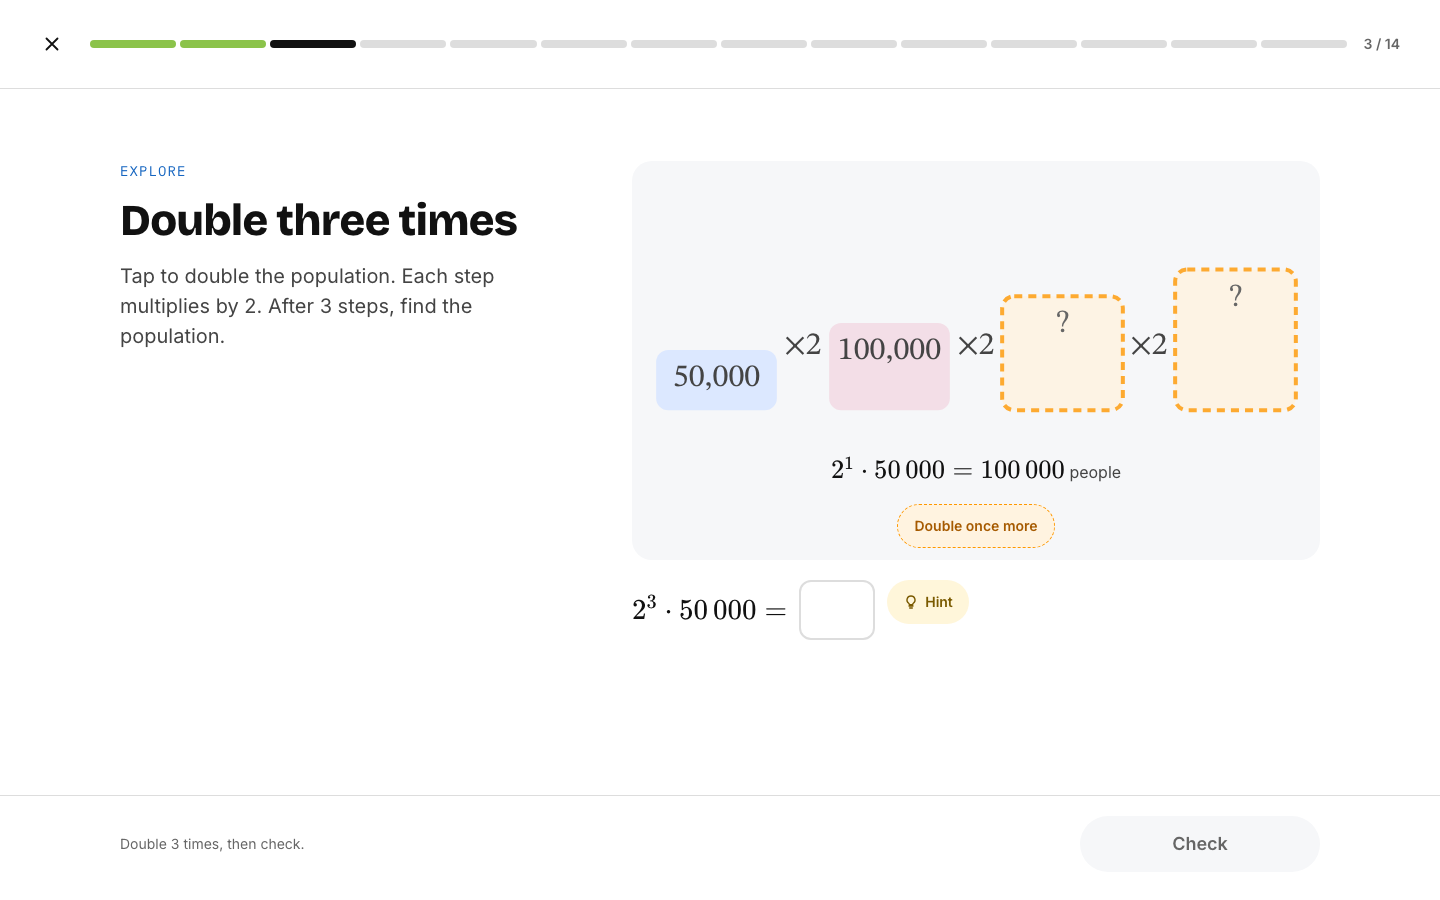 3 / 14
EXPLORE
Double three times
Tap to double the population. Each step
multiplies by 2. After 3 steps, find the
population.
50,000 ×2 100,000 ×2 ? ×2 ?
2¹ · 50 000 = 100 000 people
Double once more
2³ · 50 000 =
Hint
Double 3 times, then check.
Check